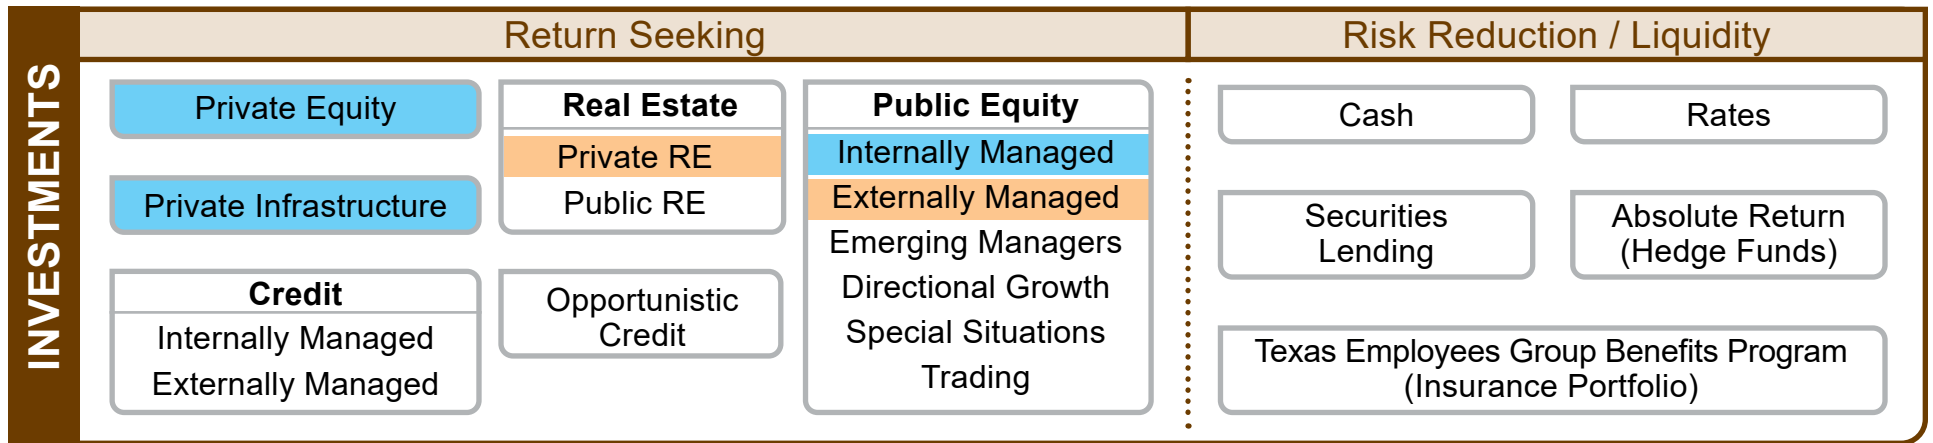 INVESTMENTS
Return Seeking
Private Equity
Private Infrastructure
Credit
Internally Managed
Externally Managed
Real Estate
Private RE
Public RE
Opportunistic
Credit
Public Equity
Internally Managed
Externally Managed
Emerging Managers
Directional Growth
Special Situations
Trading
Risk Reduction / Liquidity
Cash
Rates
Securities
Lending
Absolute Return
(Hedge Funds)
Texas Employees Group Benefits Program
(Insurance Portfolio)